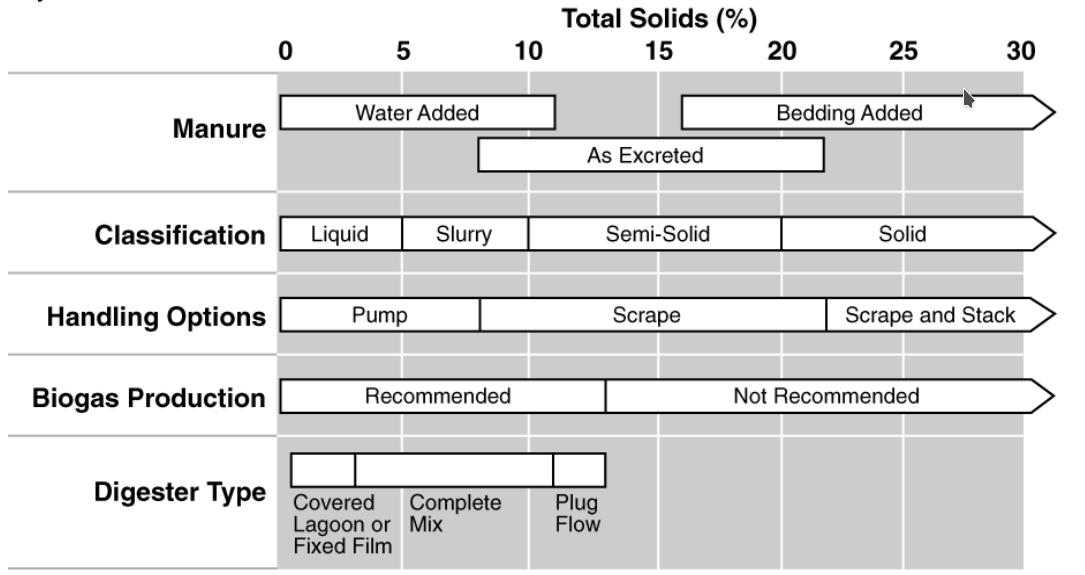 Total Solids (%)
0 5 10 15 20 25 30
Manure
Water Added
Bedding Added
As Excreted
Classification
Liquid
Slurry
Semi-Solid
Solid
Handling Options
Pump
Scrape
Scrape and Stack
Biogas Production
Recommended
Not Recommended
Digester Type
Covered
Lagoon or
Fixed Film
Complete
Mix
Plug
Flow